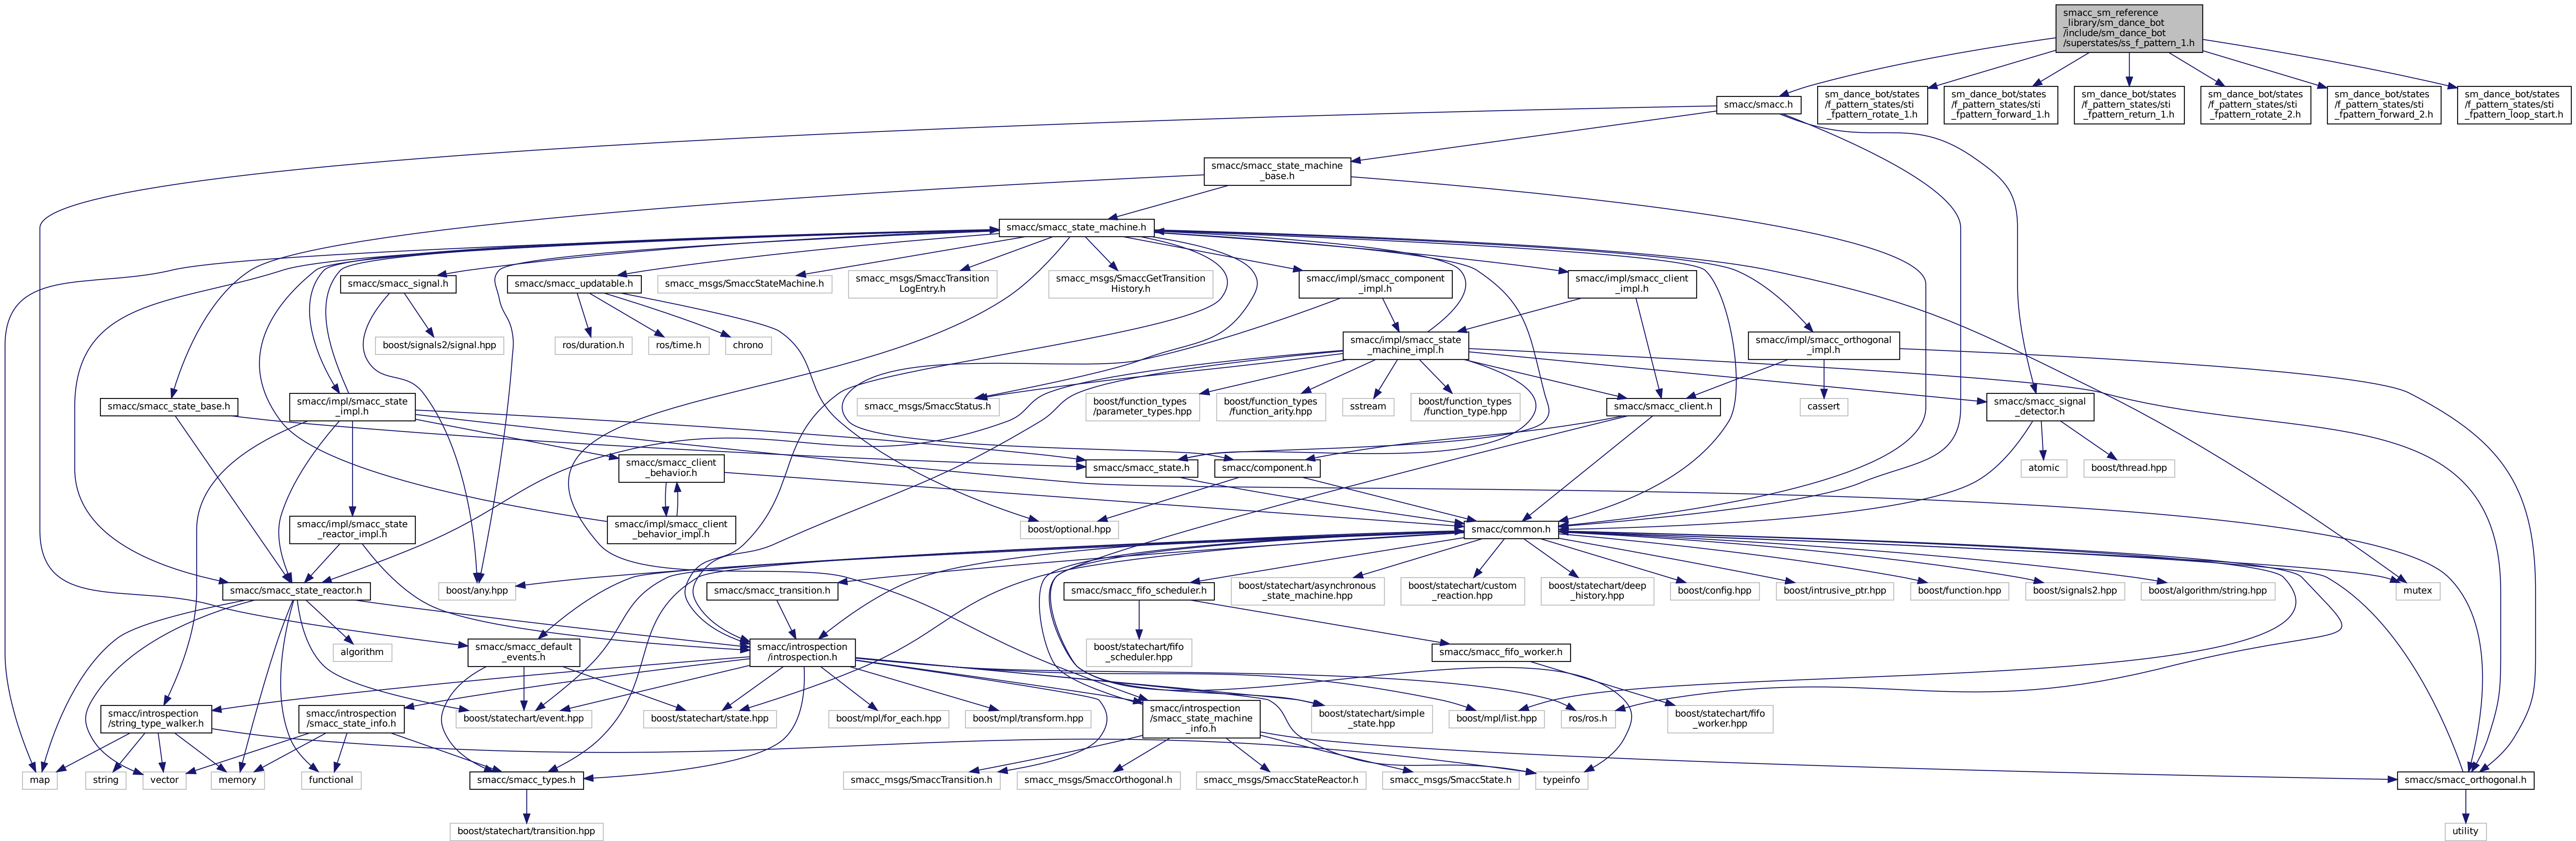 smacc_sm_reference
_library/sm_dance_bot
/include/sm_dance_bot
/superstates/ss_f_pattern_1.h
smacc/smacc.h
sm_dance_bot/states
/f_pattern_states/sti
_fpattern_rotate_1.h
sm_dance_bot/states
/f_pattern_states/sti
_fpattern_forward_1.h
sm_dance_bot/states
/f_pattern_states/sti
_fpattern_return_1.h
sm_dance_bot/states
/f_pattern_states/sti
_fpattern_rotate_2.h
sm_dance_bot/states
/f_pattern_states/sti
_fpattern_forward_2.h
sm_dance_bot/states
/f_pattern_states/sti
_fpattern_loop_start.h
smacc/smacc_state_machine
_base.h
smacc/smacc_state_machine.h
smacc/smacc_signal.h
smacc/smacc_updatable.h
smacc_msgs/SmaccStateMachine.h
smacc_msgs/SmaccTransition
LogEntry.h
smacc_msgs/SmaccGetTransition
History.h
smacc/impl/smacc_component
_impl.h
smacc/impl/smacc_client
_impl.h
boost/signals2/signal.hpp
ros/duration.h
ros/time.h
chrono
smacc/impl/smacc_state
_machine_impl.h
smacc/impl/smacc_orthogonal
_impl.h
smacc/smacc_state_base.h
smacc/impl/smacc_state
_impl.h
smacc_msgs/SmaccStatus.h
boost/function_types
/parameter_types.hpp
boost/function_types
/function_arity.hpp
sstream
boost/function_types
/function_type.hpp
smacc/smacc_client.h
cassert
smacc/smacc_signal
_detector.h
smacc/smacc_client
_behavior.h
smacc/smacc_state.h
smacc/component.h
atomic
boost/thread.hpp
smacc/impl/smacc_state
_reactor_impl.h
smacc/impl/smacc_client
_behavior_impl.h
boost/optional.hpp
smacc/common.h
smacc/smacc_state_reactor.h
boost/any.hpp
smacc/smacc_transition.h
smacc/smacc_fifo_scheduler.h
boost/statechart/asynchronous
_state_machine.hpp
boost/statechart/custom
_reaction.hpp
boost/statechart/deep
_history.hpp
boost/config.hpp
boost/intrusive_ptr.hpp
boost/function.hpp
boost/signals2.hpp
boost/algorithm/string.hpp
mutex
algorithm
smacc/smacc_default
_events.h
smacc/introspection
/introspection.h
boost/statechart/fifo
_scheduler.hpp
smacc/smacc_fifo_worker.h
smacc/introspection
/string_type_walker.h
smacc/introspection
/smacc_state_info.h
boost/statechart/event.hpp
boost/statechart/state.hpp
boost/mpl/for_each.hpp
boost/mpl/transform.hpp
smacc/introspection
/smacc_state_machine
_info.h
boost/statechart/simple
_state.hpp
boost/mpl/list.hpp
ros/ros.h
boost/statechart/fifo
_worker.hpp
map
string
vector
memory
functional
smacc/smacc_types.h
smacc_msgs/SmaccTransition.h
smacc_msgs/SmaccOrthogonal.h
smacc_msgs/SmaccStateReactor.h
smacc_msgs/SmaccState.h
typeinfo
smacc/smacc_orthogonal.h
boost/statechart/transition.hpp
utility